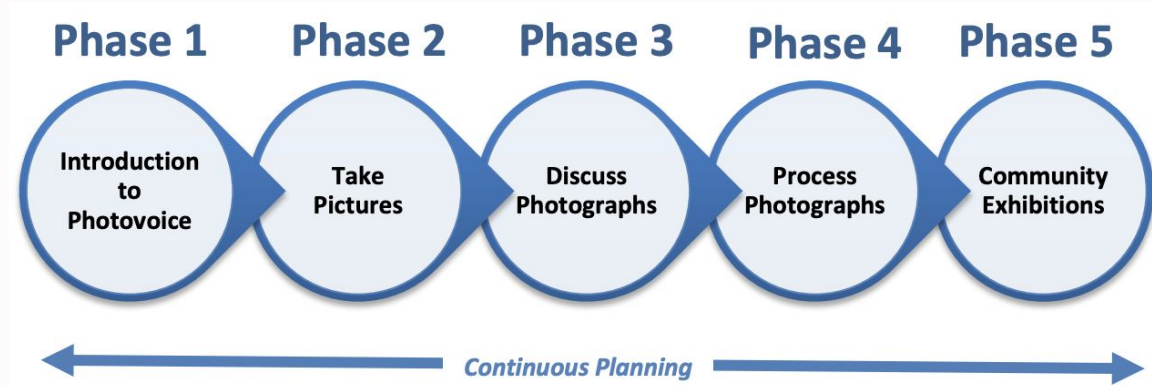 Phase 1
Phase 2
Phase 3
Phase 4
Phase 5
Introduction
to
Photovoice
Take
Pictures
Discuss
Photographs
Process
Photographs
Community
Exhibitions
Continuous Planning